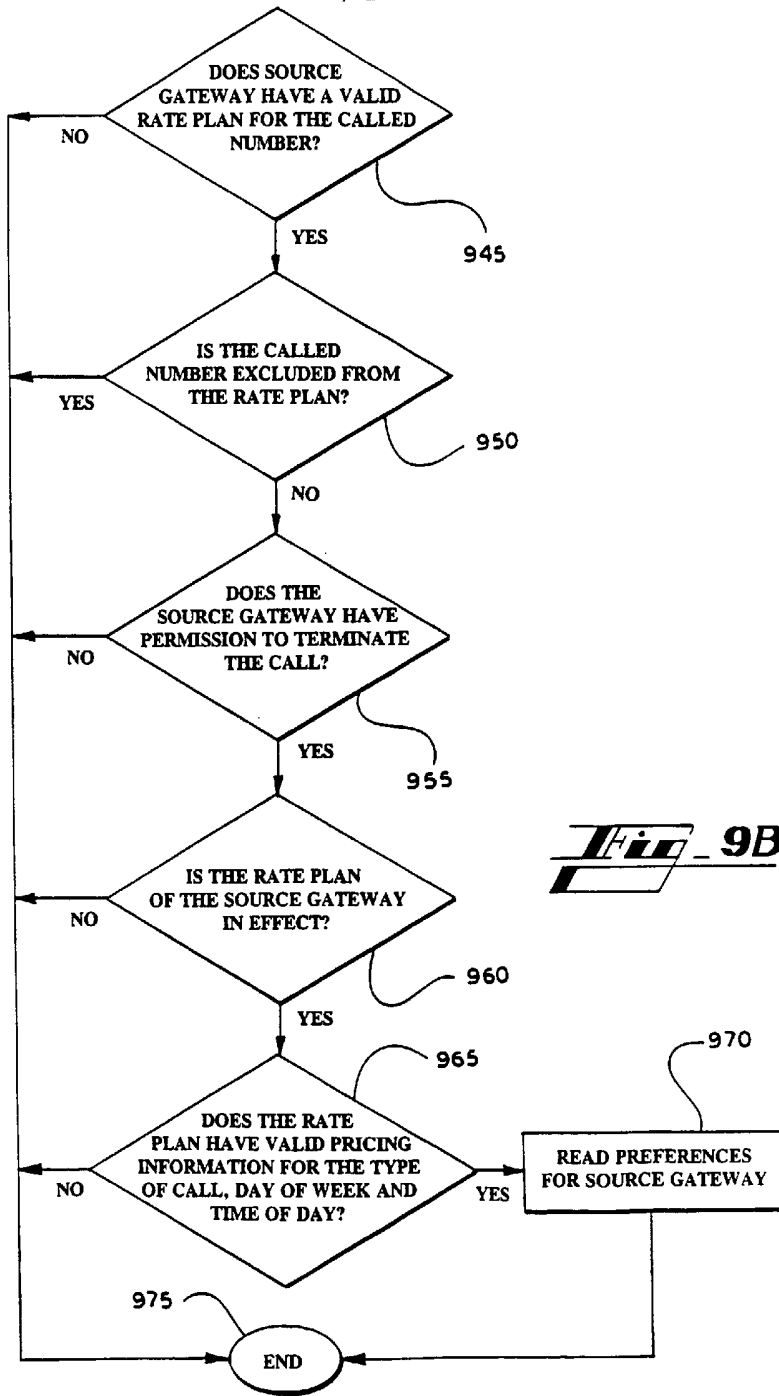 DOES SOURCE
GATEWAY HAVE A VALID
RATE PLAN FOR THE CALLED
NUMBER?
NO
YES
945
IS THE CALLED
NUMBER EXCLUDED FROM
THE RATE PLAN?
YES
950
NO
DOES THE
SOURCE GATEWAY HAVE
PERMISSION TO TERMINATE
THE CALL?
NO
YES
955
Fig_9B
IS THE RATE PLAN
OF THE SOURCE GATEWAY
IN EFFECT?
NO
960
YES
965
970
DOES THE RATE
PLAN HAVE VALID PRICING
INFORMATION FOR THE TYPE
OF CALL, DAY OF WEEK AND
TIME OF DAY?
NO
YES
READ PREFERENCES
FOR SOURCE GATEWAY
975
END